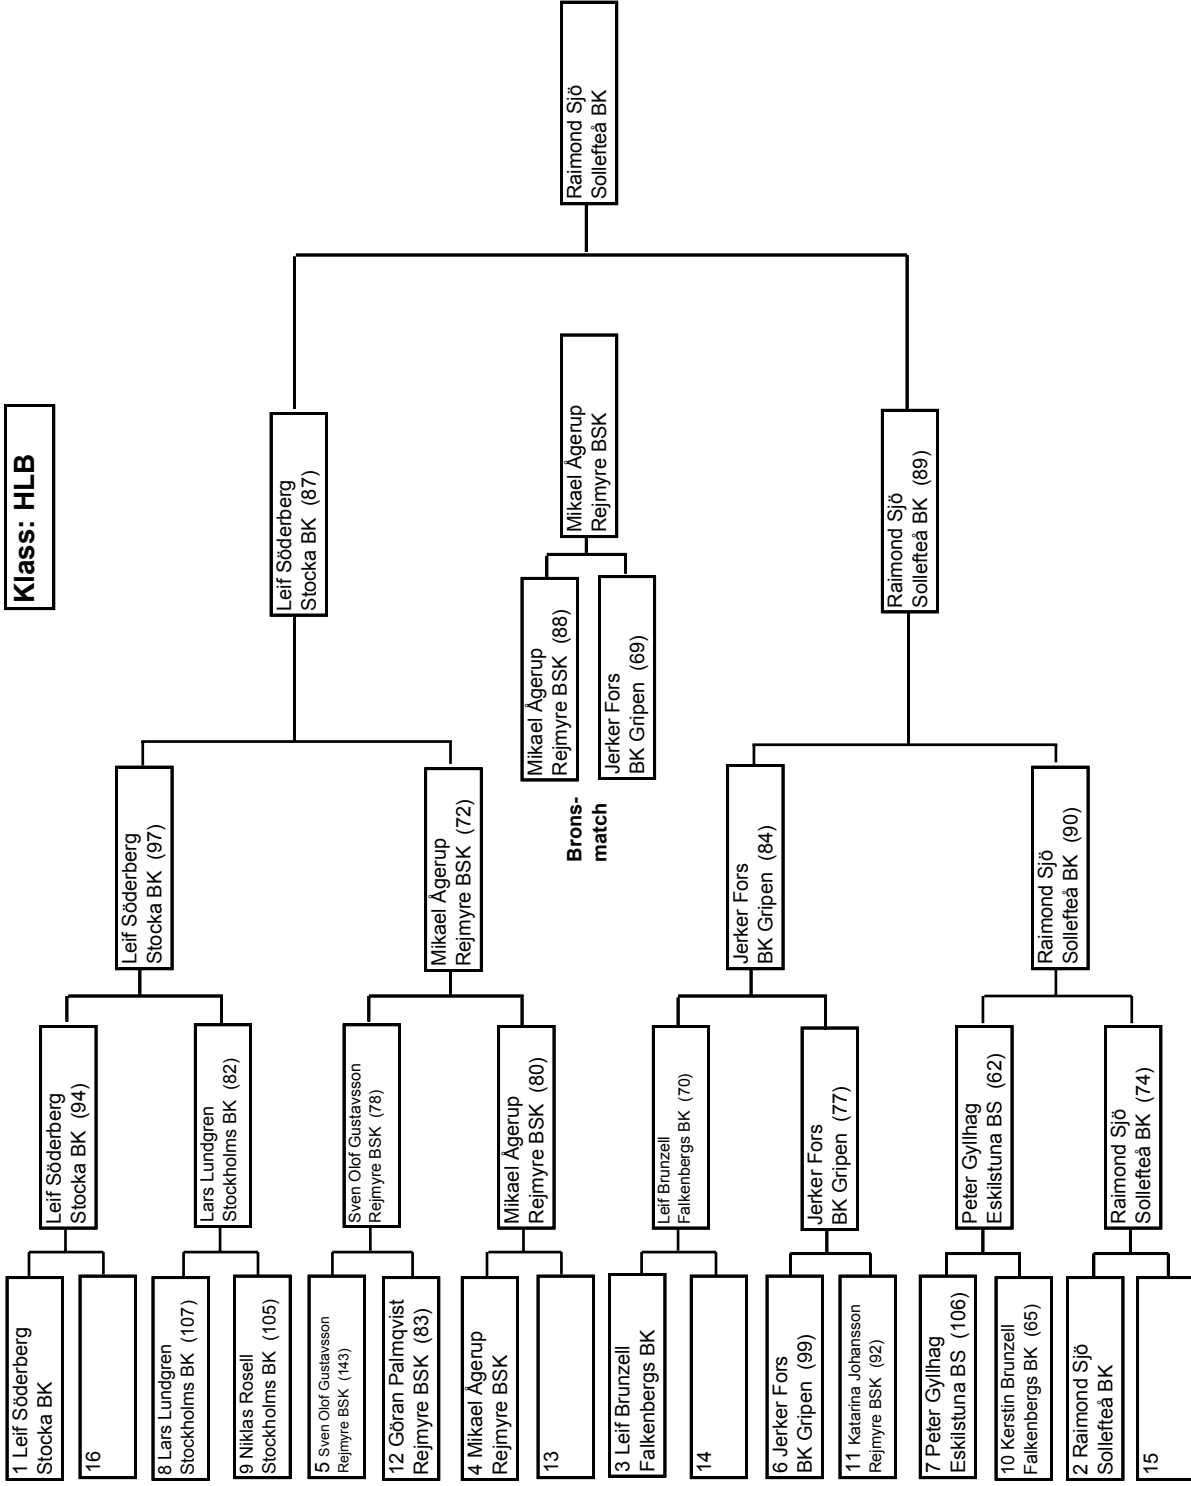 Klass: HLB
1 Leif Söderberg
Stocka BK
16
8 Lars Lundgren
Stockholms BK (107)
9 Niklas Rosell
Stockholms BK (105)
5 Sven Olof Gustavsson
Rejmyre BSK (143)
12 Göran Palmqvist
Rejmyre BSK (83)
4 Mikael Ågerup
Rejmyre BSK
13
3 Leif Brunzell
Falkenbergs BK
14
6 Jerker Fors
BK Gripen (99)
11 Katarina Johansson
Rejmyre BSK (92)
7 Peter Gyllhag
Eskilstuna BS (106)
10 Kerstin Brunzell
Falkenbergs BK (65)
2 Raimond Sjö
Sollefteå BK
15
Leif Söderberg
Stocka BK (94)
Lars Lundgren
Stockholms BK (82)
Sven Olof Gustavsson
Rejmyre BSK (78)
Mikael Ågerup
Rejmyre BSK (80)
Leif Brunzell
Falkenbergs BK (70)
Jerker Fors
BK Gripen (77)
Peter Gyllhag
Eskilstuna BS (62)
Raimond Sjö
Sollefteå BK (74)
Leif Söderberg
Stocka BK (97)
Mikael Ågerup
Rejmyre BSK (72)
Jerker Fors
BK Gripen (84)
Raimond Sjö
Sollefteå BK (90)
Leif Söderberg
Stocka BK (87)
Raimond Sjö
Sollefteå BK (89)
Brons-
match
Mikael Ågerup
Rejmyre BSK (88)
Jerker Fors
BK Gripen (69)
Mikael Ågerup
Rejmyre BSK
Raimond Sjö
Sollefteå BK